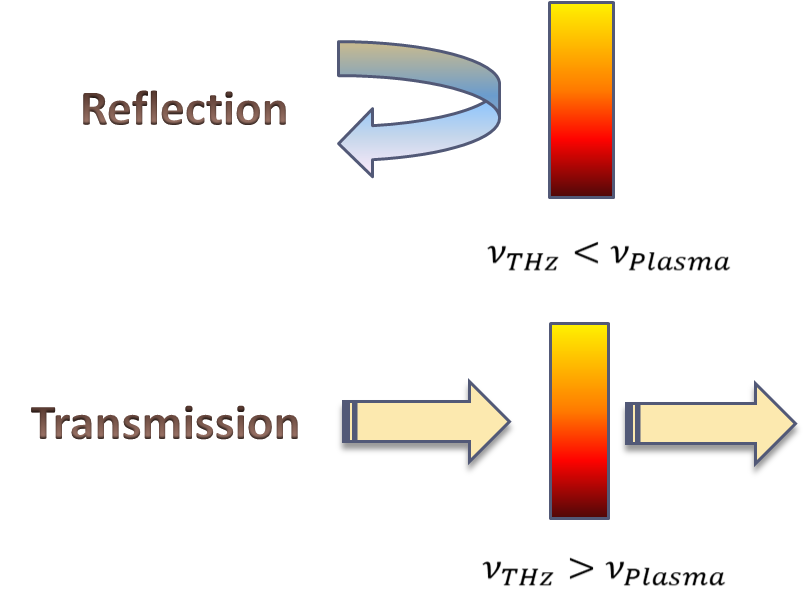 Reflection
𝜈_THz < 𝜈_Plasma
Transmission
𝜈_THz > 𝜈_Plasma